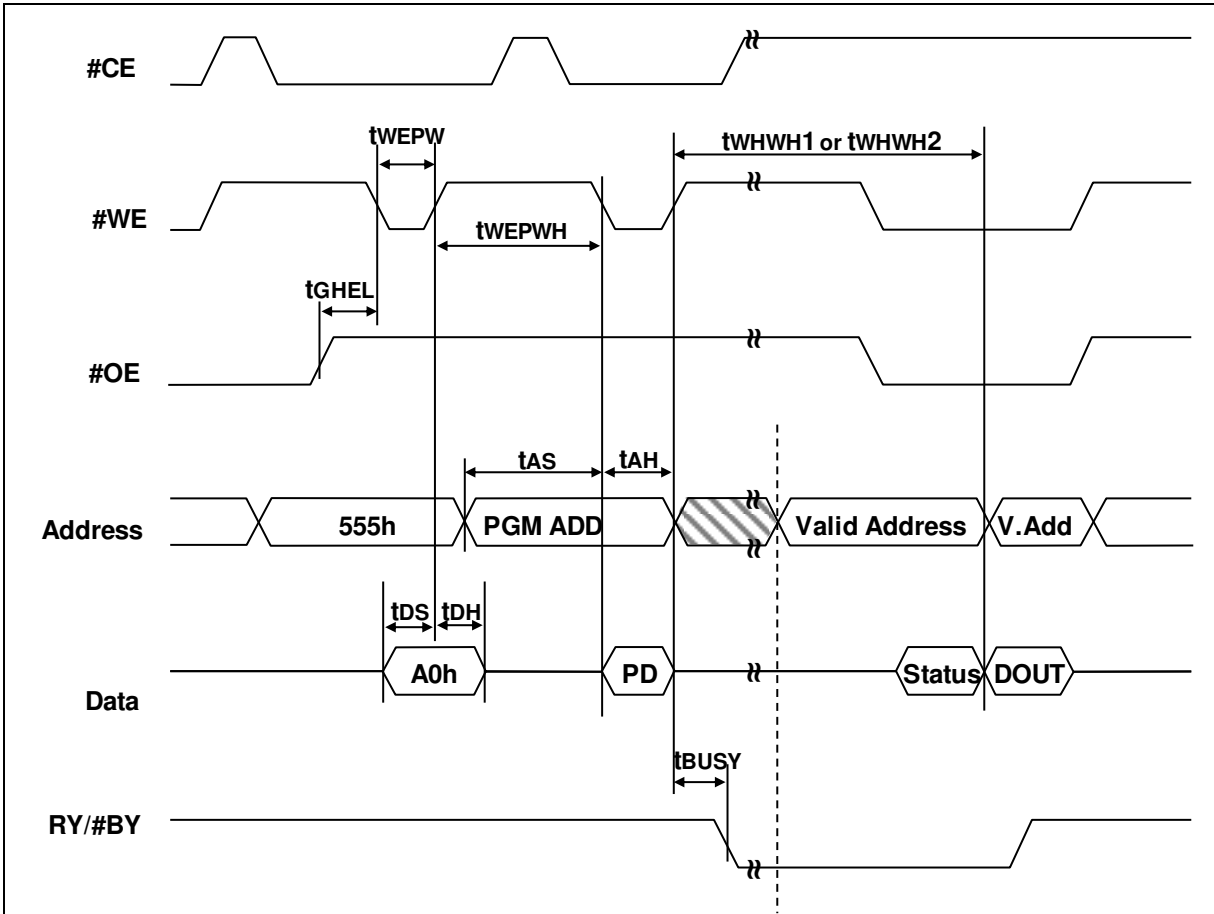 #CE
tWEPW
tWHWH1 or tWHWH2
#WE
tWEPWH
tGHEL
#OE
tAS
tAH
Address
555h
PGM ADD
Valid Address
V.Add
tDS
tDH
A0h
PD
Status
DOUT
Data
tBUSY
RY/#BY